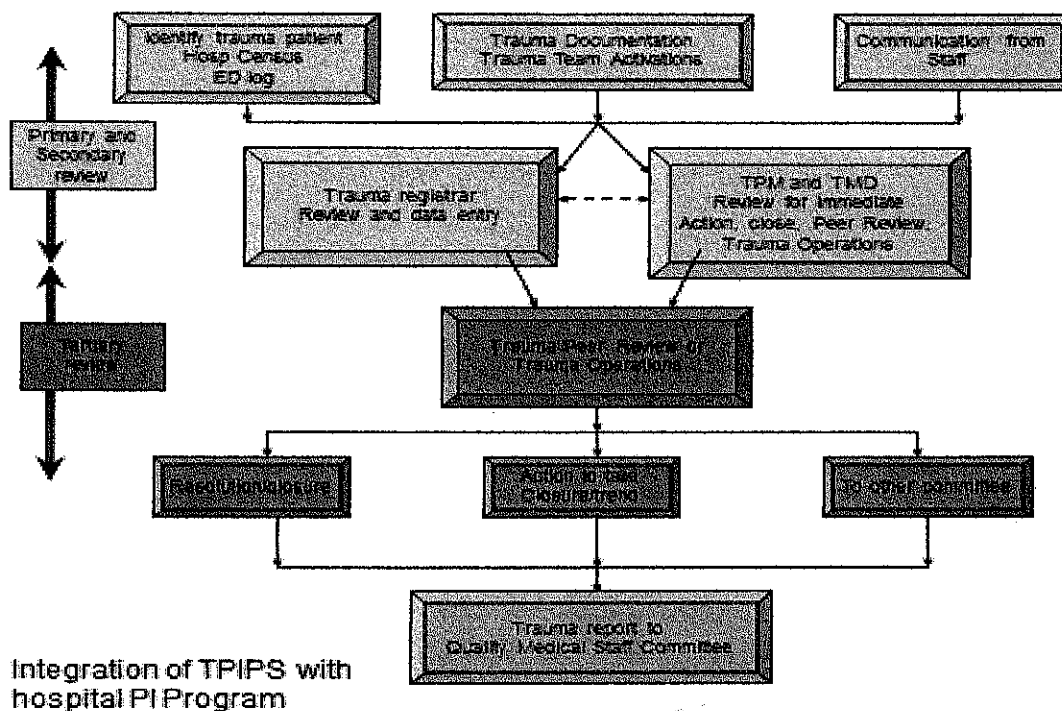 Identify trauma patient
Hosp Census
ED log
Trauma Documentation
Trauma Team Activations
Communication from
Staff
Primary and
Secondary
review
Trauma registrar
Review and data entry
TPM and TMD
Review for immediate
Action, close, Peer Review,
Trauma Operations
Tertiary
Trauma Peer Review or
Trauma Operations
Resolution/closure
Action to
Closure/trend
To other committee
Trauma report to
Quality Medical Staff Committee
Integration of TPIPS with
hospital PI Program